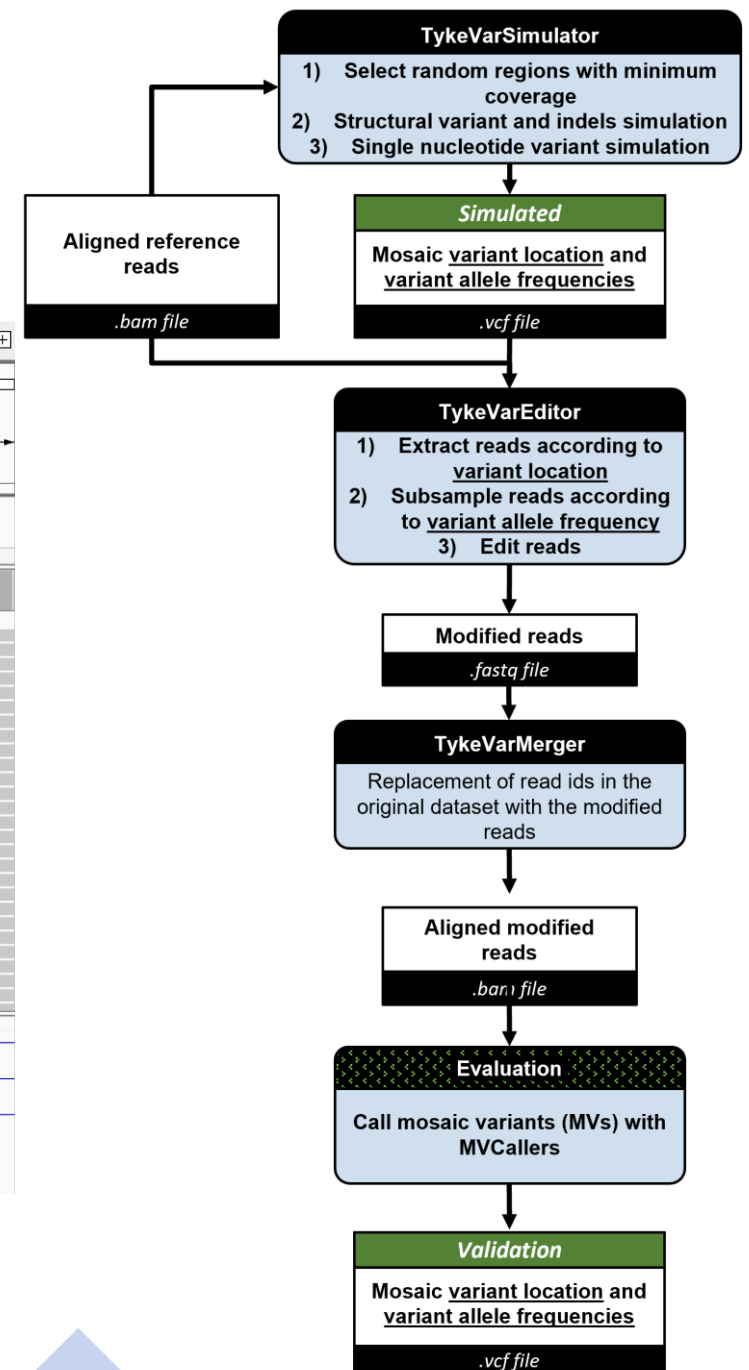 TykeVarSimulator
1) Select random regions with minimum
coverage
2) Structural variant and indels simulation
3) Single nucleotide variant simulation
Aligned reference
reads
.bam file
Simulated
Mosaic variant location and
variant allele frequencies
.vcf file
TykeVarEditor
1) Extract reads according to
variant location
2) Subsample reads according
to variant allele frequency
3) Edit reads
Modified reads
.fastq file
TykeVarMerger
Replacement of read ids in the
original dataset with the modified
reads
Aligned modified
reads
.bam file
Evaluation
Call mosaic variants (MVs) with
MVCallers
Validation
Mosaic variant location and
variant allele frequencies
.vcf file